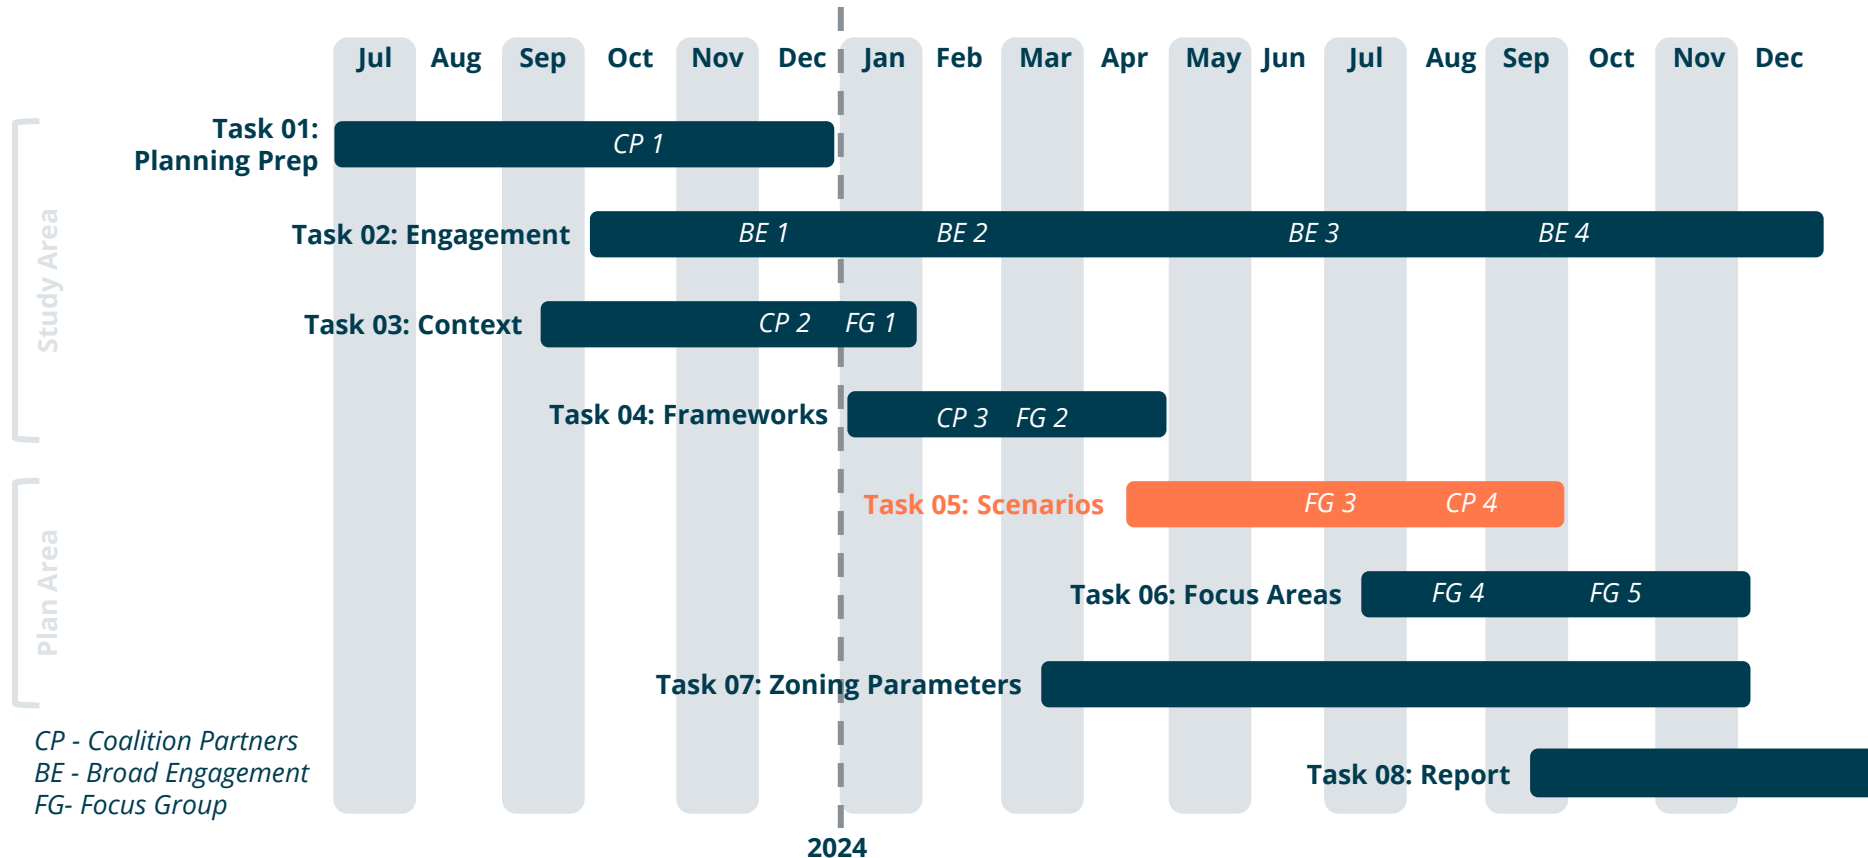 Jul Aug Sep Oct Nov Dec Jan Feb Mar Apr May Jun Jul Aug Sep Oct Nov Dec
Study Area
Task 01:
Planning Prep
CP 1
Task 02: Engagement
BE 1 BE 2 BE 3 BE 4
Task 03: Context
CP 2 FG 1
Task 04: Frameworks
CP 3 FG 2
Plan Area
Task 05: Scenarios
FG 3 CP 4
Task 06: Focus Areas
FG 4 FG 5
Task 07: Zoning Parameters
Task 08: Report
CP - Coalition Partners
BE - Broad Engagement
FG- Focus Group
2024